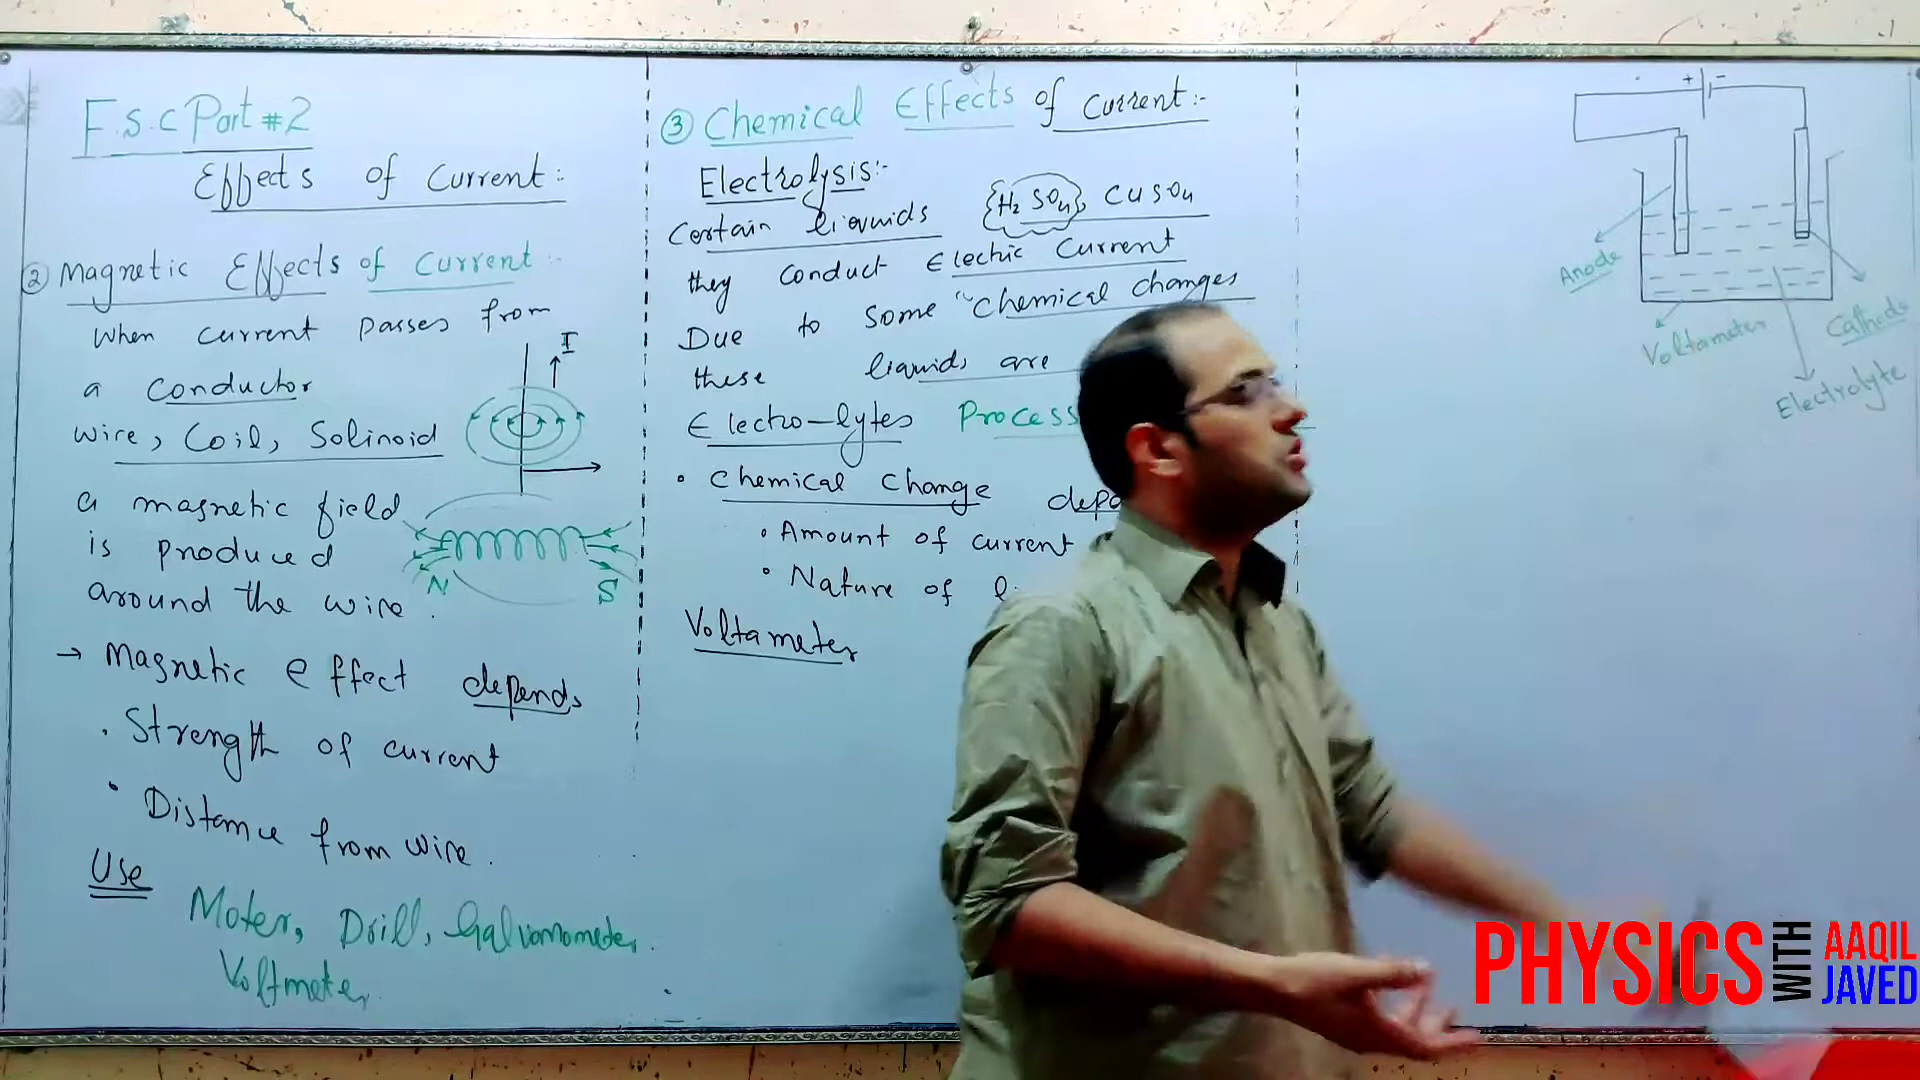 F.S.C Part #2
Effects of Current:-
② Magnetic Effects of Current:-
When current passes from
a conductor
wire, Coil, Solinoid
a magnetic field
is produced
around the wire.
I
N
S
→ Magnetic effect depends
• Strength of current
• Distance from wire.
Use
Moter, Drill, Galvanometer.
Voltmeter
③ Chemical Effects of Current:-
Electrolysis:-
Certain liquids {H₂SO₄}, CuSO₄
they conduct Electric Current
Due to some "Chemical changes
these liquids are
Electro-lytes Process
• Chemical change depe
• Amount of current
• Nature of li
Voltameter
+ -
Anode
Voltameter
Cathode
Electrolyte
PHYSICS WITH AAQIL JAVED